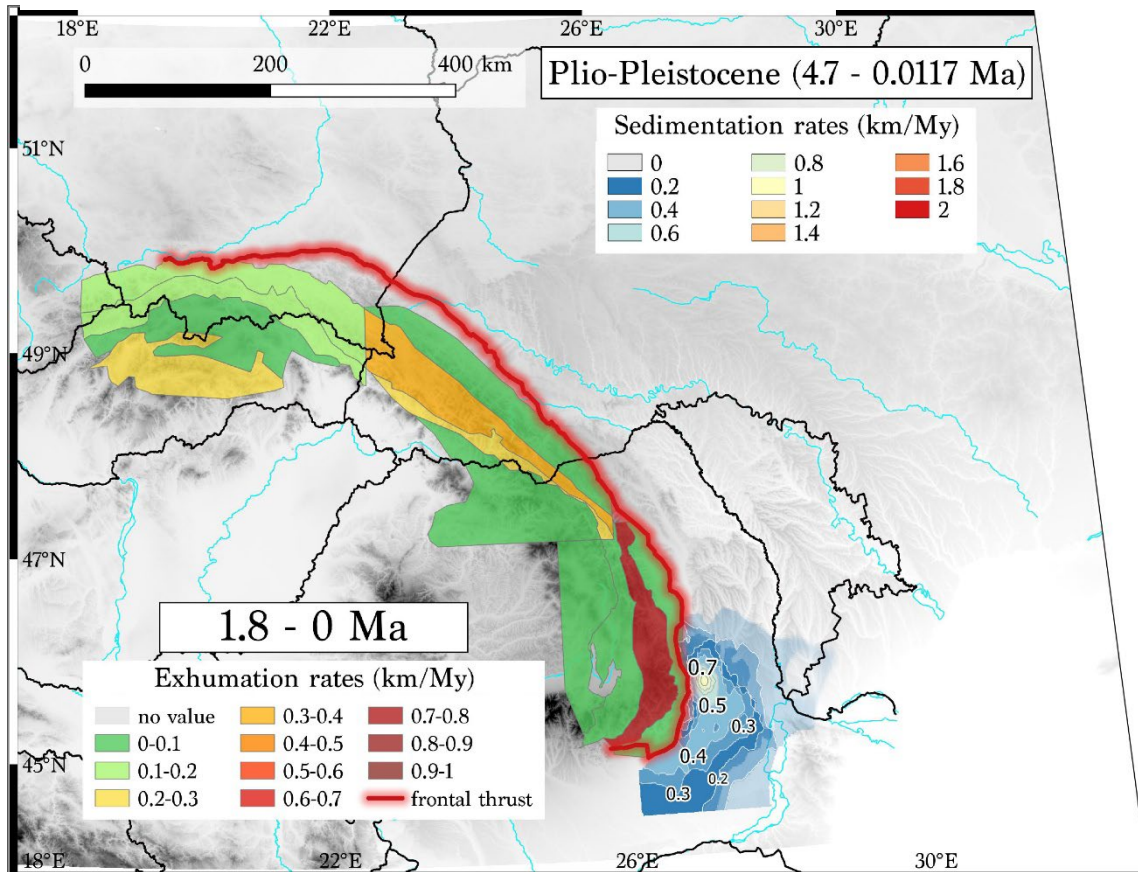 18°E 22°E 26°E 30°E
0 200 400 km
Plio-Pleistocene (4.7 - 0.0117 Ma)
Sedimentation rates (km/My)
0 0.8 1.6
0.2 1 1.8
0.4 1.2 2
0.6 1.4
51°N
49°N
47°N
45°N
1.8 - 0 Ma
Exhumation rates (km/My)
no value 0.3-0.4 0.7-0.8
0-0.1 0.4-0.5 0.8-0.9
0.1-0.2 0.5-0.6 0.9-1
0.2-0.3 0.6-0.7 frontal thrust
0.7
0.5
0.3
0.4
0.2
0.3
18°E 22°E 26°E 30°E